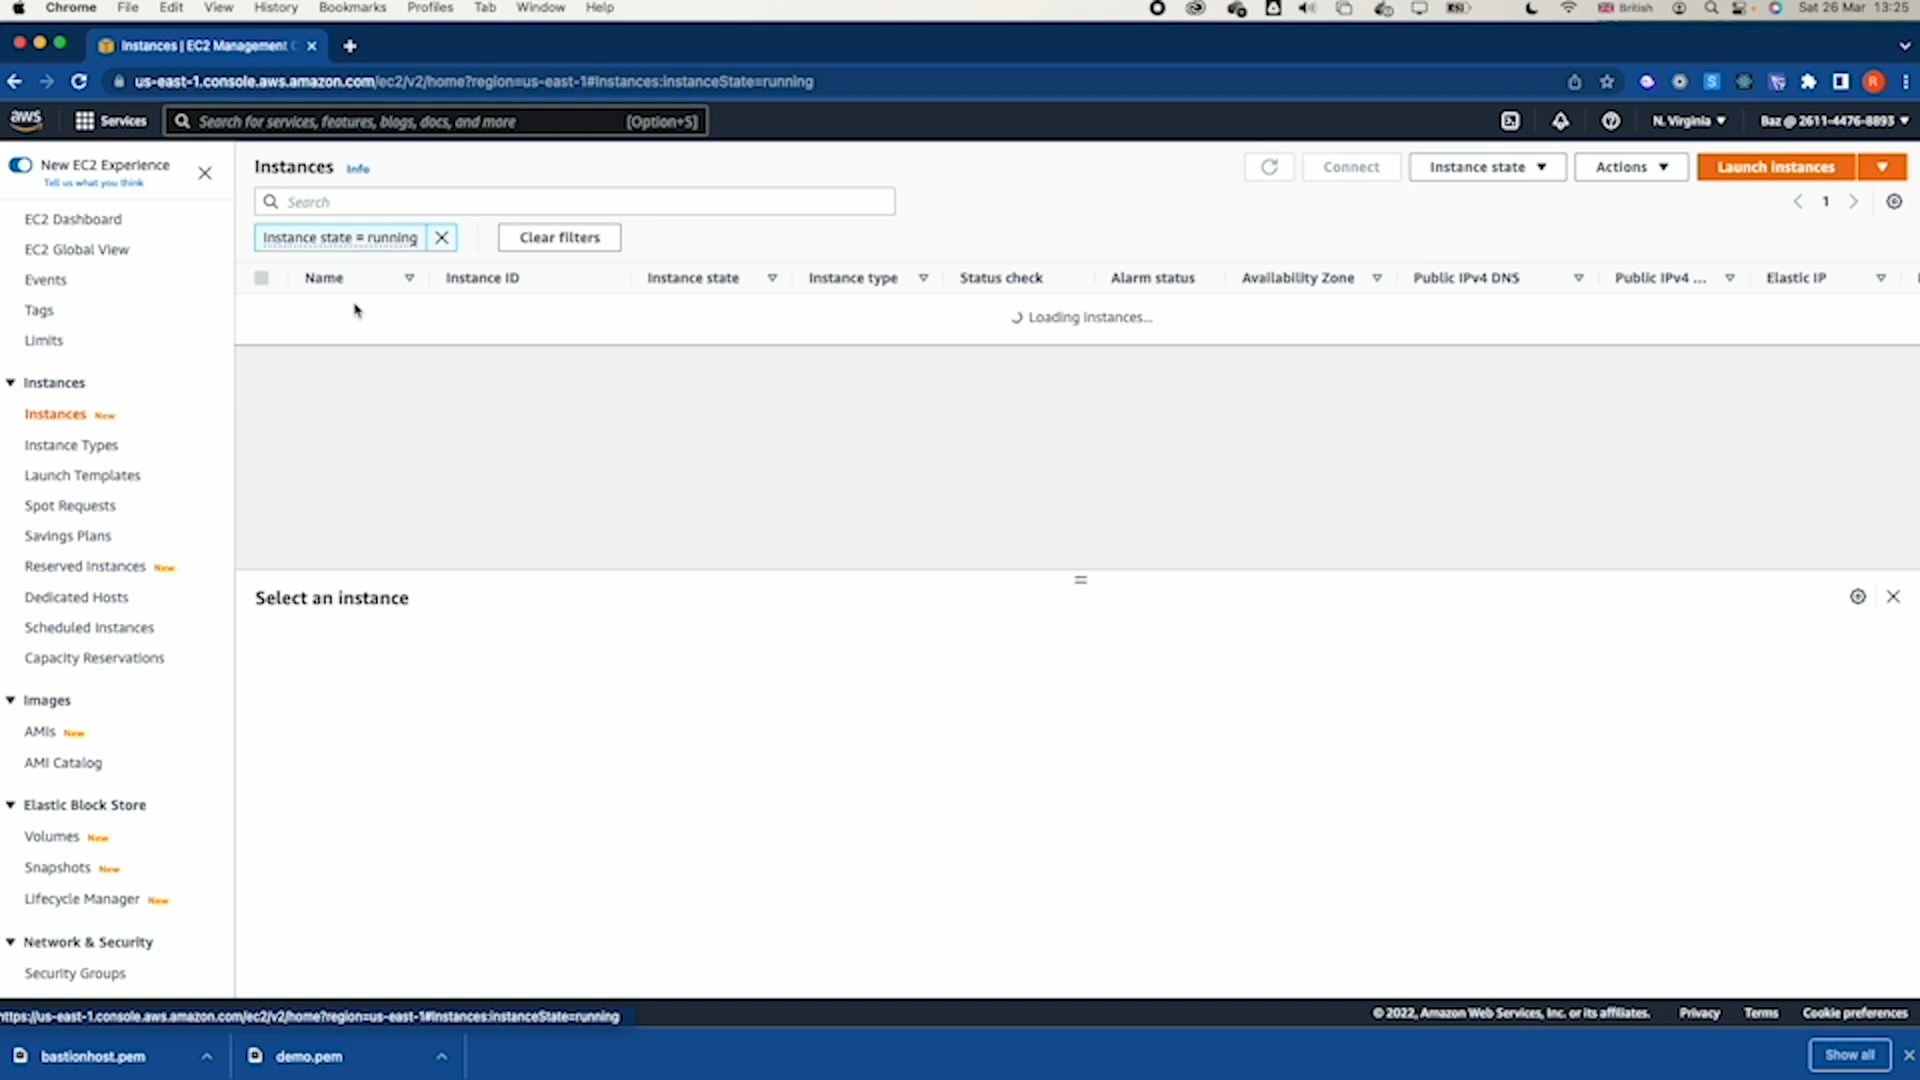 Chrome File Edit View History Bookmarks Profiles Tab Window Help British Sat 26 Mar 13:25
Instances | EC2 Management C
us-east-1.console.aws.amazon.com/ec2/v2/home?region=us-east-1#Instances:instanceState=running
aws Services Search for services, features, blogs, docs, and more [Option+S] N. Virginia Baz @ 2611-4476-8893
New EC2 Experience
Tell us what you think
EC2 Dashboard
EC2 Global View
Events
Tags
Limits
Instances
Instances New
Instance Types
Launch Templates
Spot Requests
Savings Plans
Reserved Instances New
Dedicated Hosts
Scheduled Instances
Capacity Reservations
Images
AMIs New
AMI Catalog
Elastic Block Store
Volumes New
Snapshots New
Lifecycle Manager New
Network & Security
Security Groups
Instances Info
Connect Instance state Actions Launch instances
Search
1
Instance state = running Clear filters
Name Instance ID Instance state Instance type Status check Alarm status Availability Zone Public IPv4 DNS Public IPv4 ... Elastic IP
Loading instances...
Select an instance
https://us-east-1.console.aws.amazon.com/ec2/v2/home?region=us-east-1#Instances:instanceState=running
© 2022, Amazon Web Services, Inc. or its affiliates. Privacy Terms Cookie preferences
bastionhost.pem demo.pem Show all